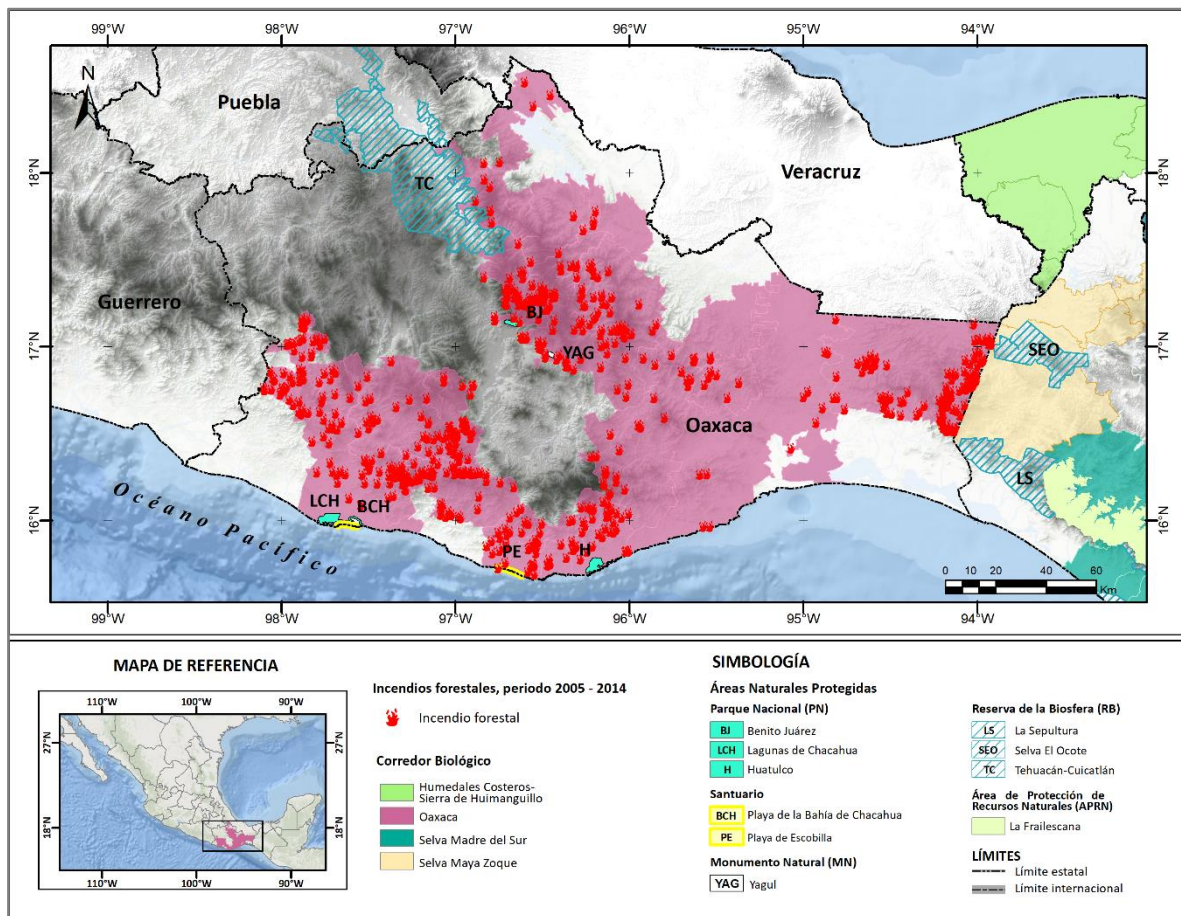 99°W 98°W 97°W 96°W 95°W 94°W
N
Puebla
Veracruz
18°N 18°N
TC
Guerrero
BJ
17°N 17°N
YAG
SEO
Oaxaca
LS
LCH BCH
16°N 16°N
Océano Pacífico
PE H
0 10 20 40 60
Km
99°W 98°W 97°W 96°W 95°W 94°W
MAPA DE REFERENCIA
110°W 100°W 90°W
27°N 27°N
18°N 18°N
110°W 100°W 90°W
Incendios forestales, periodo 2005 - 2014
Incendio forestal
Corredor Biológico
Humedales Costeros-
Sierra de Huimanguillo
Oaxaca
Selva Madre del Sur
Selva Maya Zoque
SIMBOLOGÍA
Áreas Naturales Protegidas
Parque Nacional (PN)
BJ Benito Juárez
LCH Lagunas de Chacahua
H Huatulco
Santuario
BCH Playa de la Bahía de Chacahua
PE Playa de Escobilla
Monumento Natural (MN)
YAG Yagul
Reserva de la Biosfera (RB)
LS La Sepultura
SEO Selva El Ocote
TC Tehuacán-Cuicatlán
Área de Protección de
Recursos Naturales (APRN)
La Frailescana
LÍMITES
Límite estatal
Límite internacional